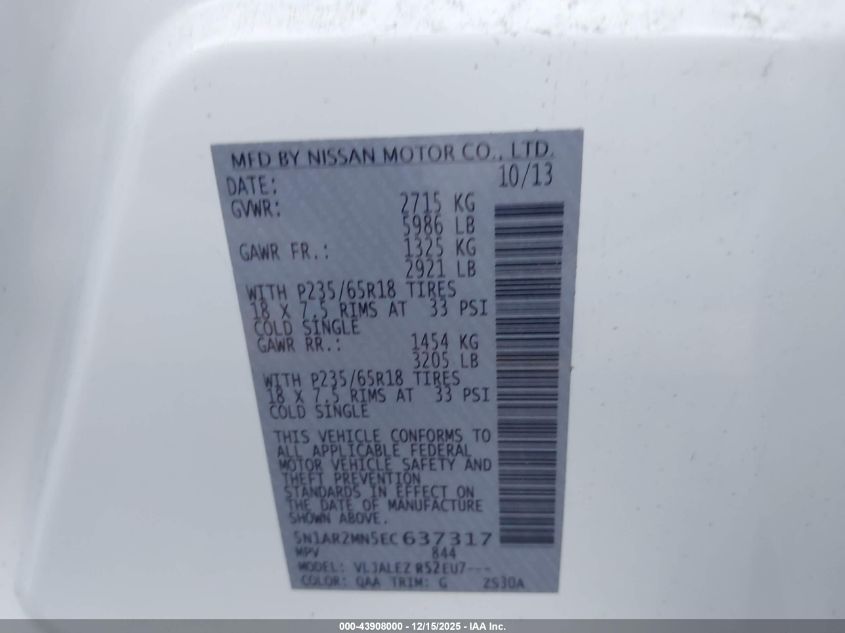 MFD BY NISSAN MOTOR CO., LTD.
DATE: 10/13
GVWR: 2715 KG
5986 LB
GAWR FR.: 1325 KG
2921 LB
WITH P235/65R18 TIRES
18 X 7.5 RIMS AT 33 PSI
COLD SINGLE
GAWR RR.: 1454 KG
3205 LB
WITH P235/65R18 TIRES
18 X 7.5 RIMS AT 33 PSI
COLD SINGLE
THIS VEHICLE CONFORMS TO
ALL APPLICABLE FEDERAL
MOTOR VEHICLE SAFETY AND
THEFT PREVENTION
STANDARDS IN EFFECT ON
THE DATE OF MANUFACTURE
SHOWN ABOVE.
5N1AR2MN5EC637317
MPV 844
MODEL: VLJALEZ R52EU7---
COLOR: QAA TRIM: G 2S30A
000-43908000 - 12/15/2025 - IAA Inc.